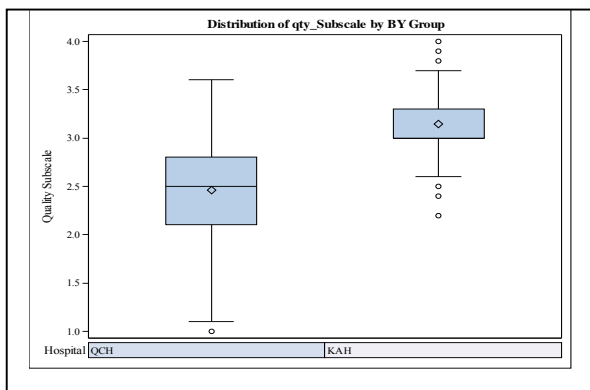 Distribution of qty_Subscale by BY Group
Quality Subscale
4.0
3.5
3.0
2.5
2.0
1.5
1.0
Hospital QCH KAH